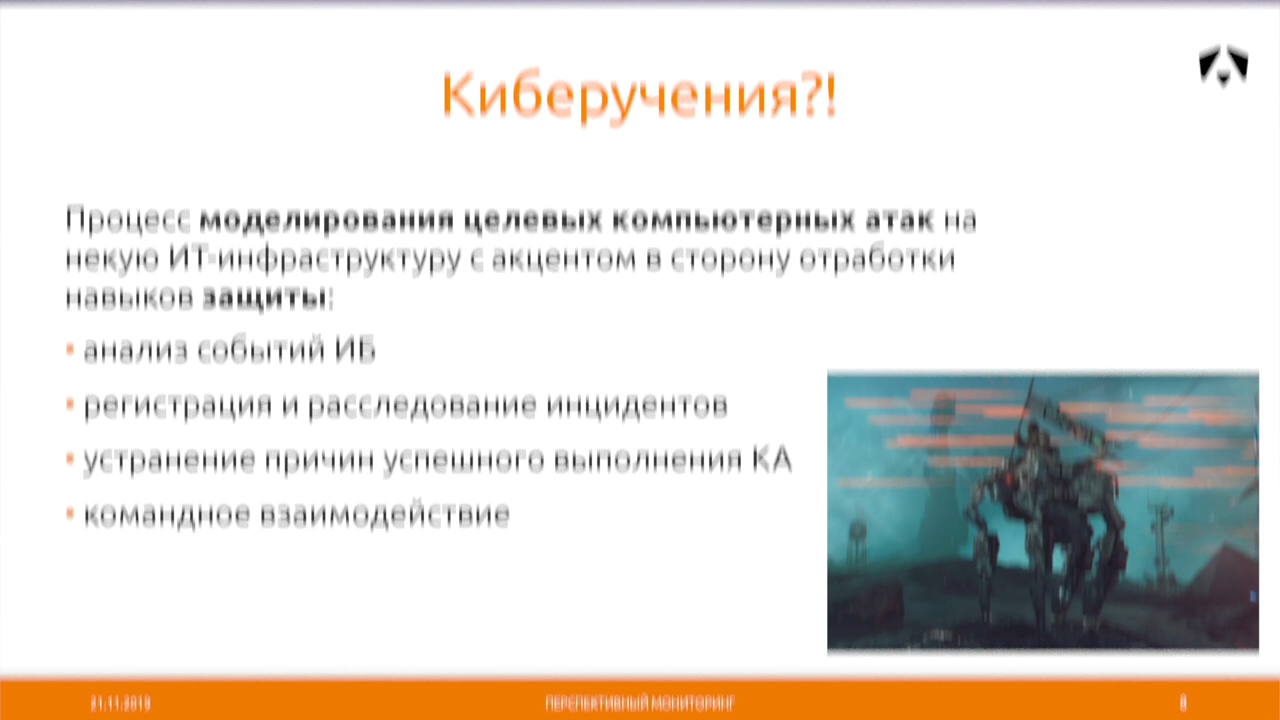 Киберучения?!
Процесс моделирования целевых компьютерных атак на
некую ИТ-инфраструктуру с акцентом в сторону отработки
навыков защиты:
• анализ событий ИБ
• регистрация и расследование инцидентов
• устранение причин успешного выполнения КА
• командное взаимодействие
21.11.2019
ПЕРСПЕКТИВНЫЙ МОНИТОРИНГ
8